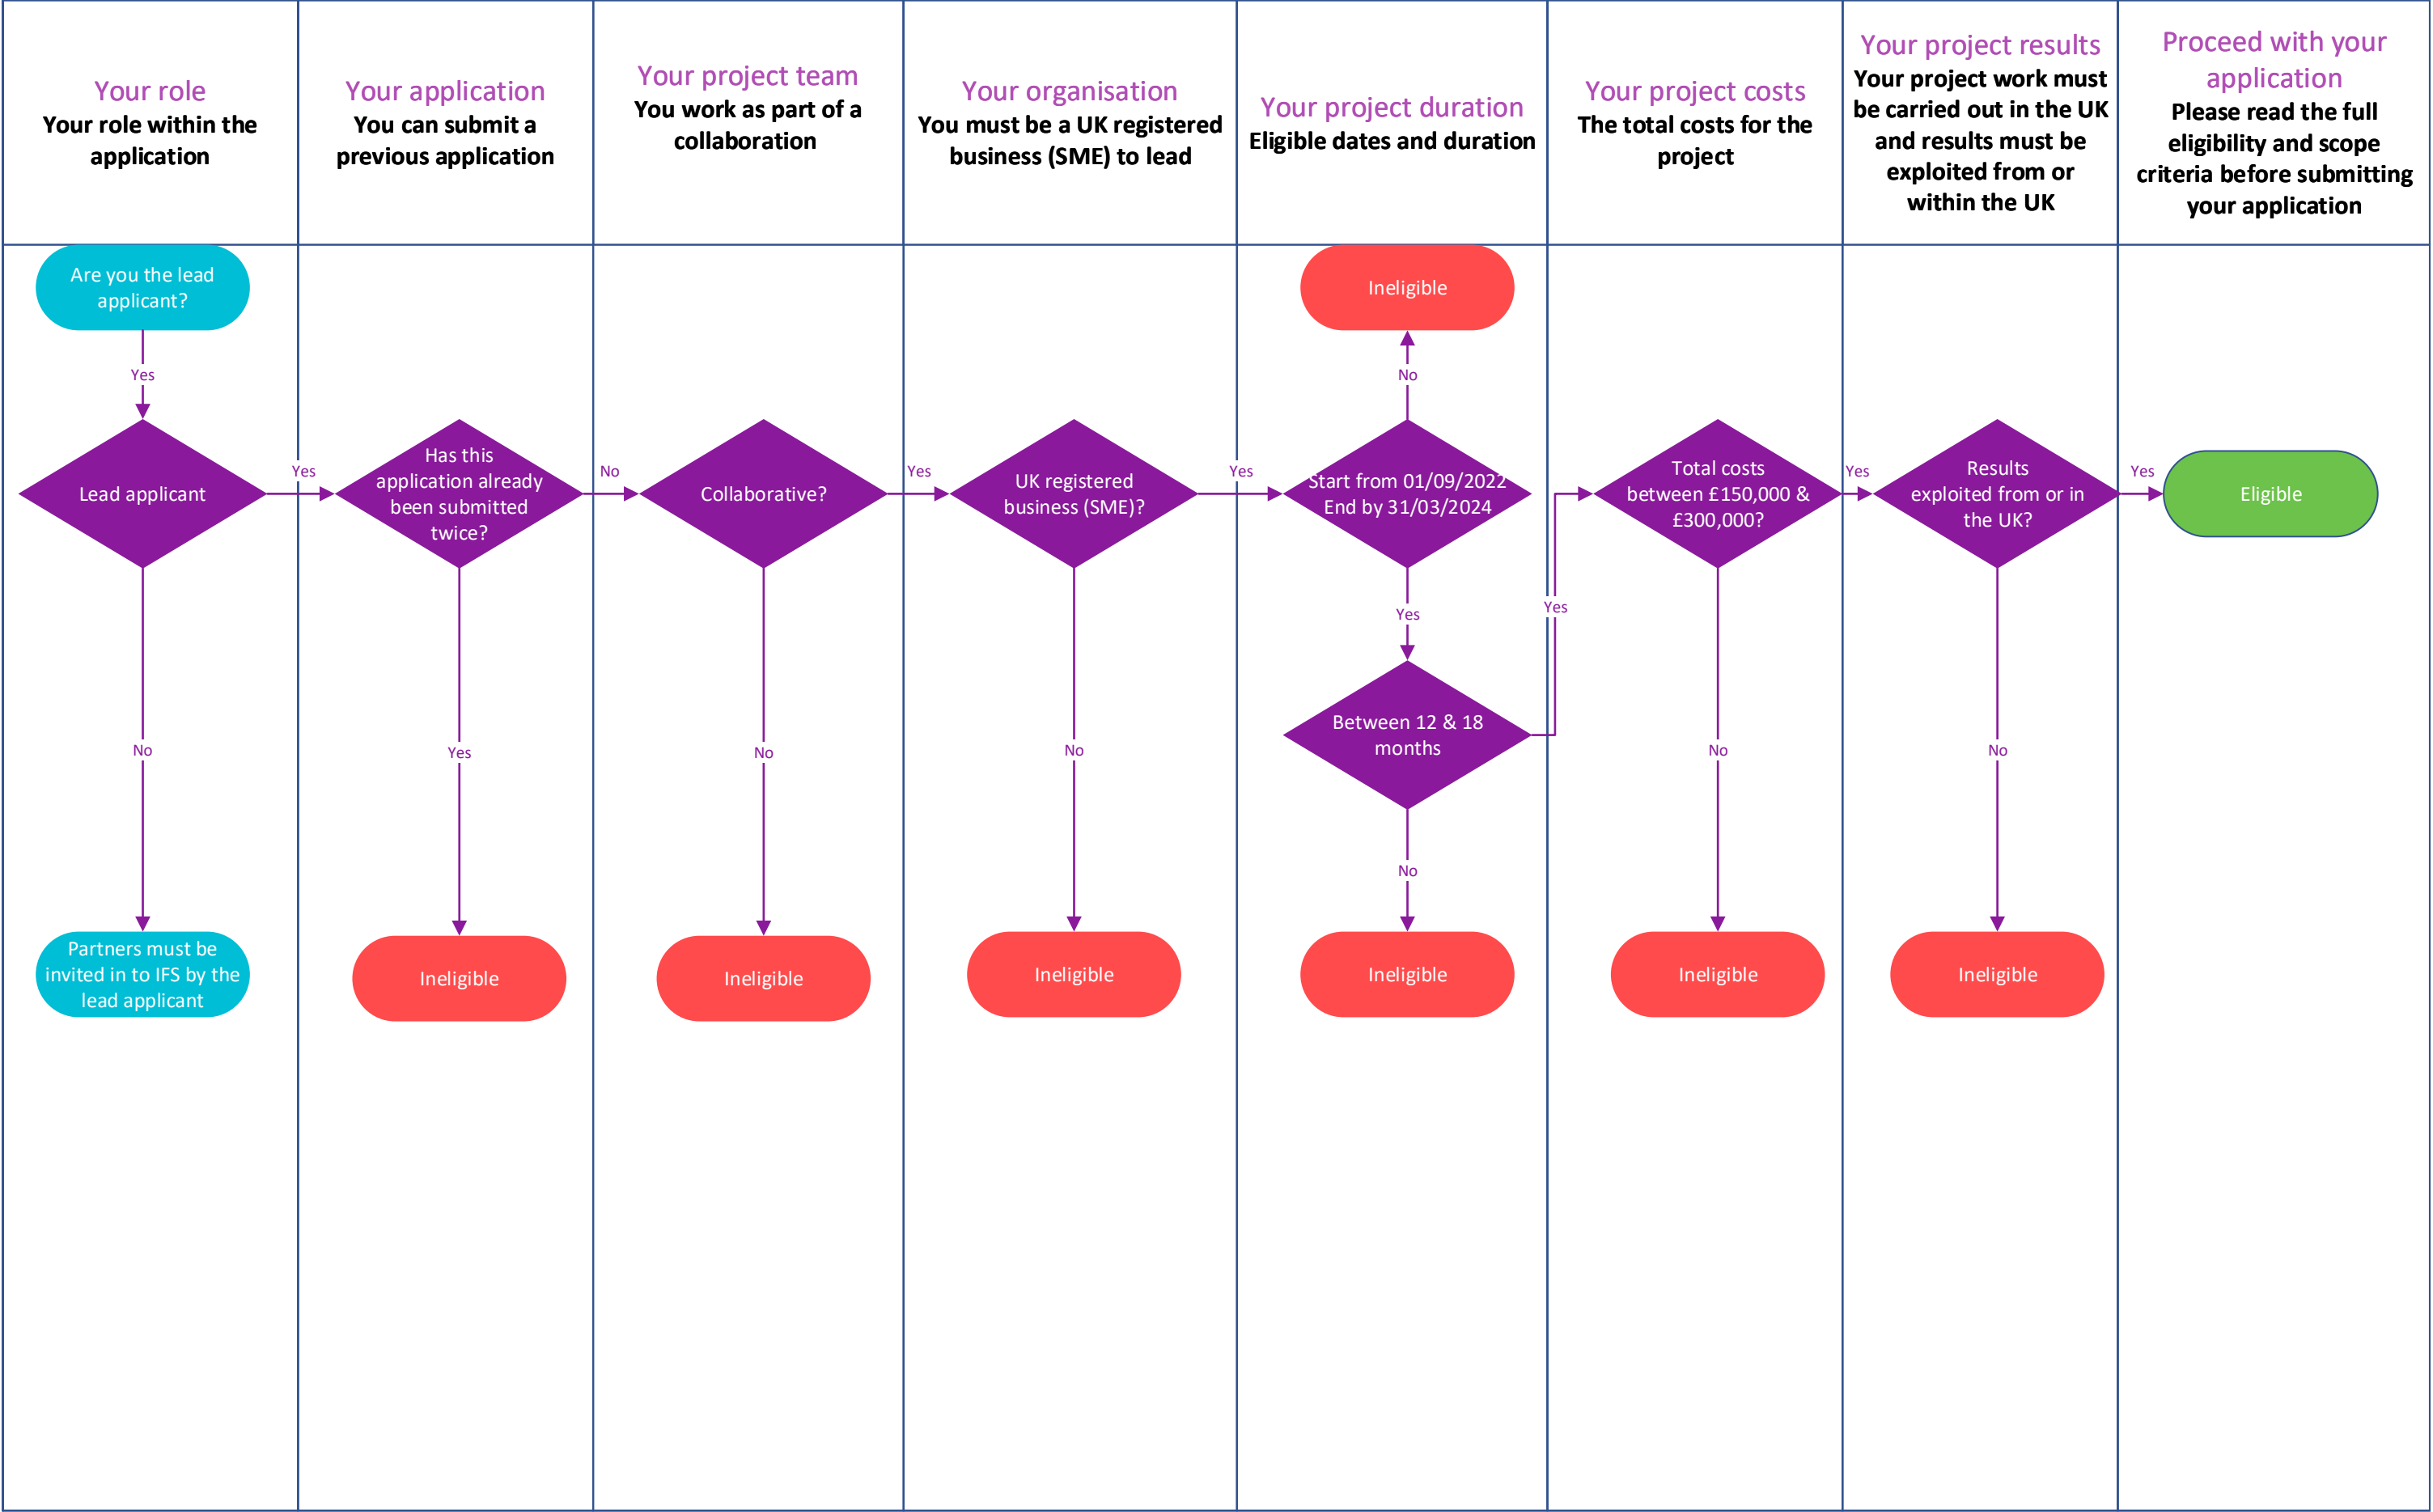 Your role
Your role within the
application
Your application
You can submit a
previous application
Your project team
You work as part of a
collaboration
Your organisation
You must be a UK registered
business (SME) to lead
Your project duration
Eligible dates and duration
Your project costs
The total costs for the
project
Your project results
Your project work must
be carried out in the UK
and results must be
exploited from or
within the UK
Proceed with your
application
Please read the full
eligibility and scope
criteria before submitting
your application
Are you the lead
applicant?
Yes
Lead applicant
Yes
No
Partners must be
invited in to IFS by the
lead applicant
Has this
application already
been submitted
twice?
No
Yes
Ineligible
Collaborative?
Yes
No
Ineligible
UK registered
business (SME)?
Yes
No
Ineligible
Ineligible
No
Start from 01/09/2022
End by 31/03/2024
Yes
Between 12 & 18
months
Yes
No
Ineligible
Total costs
between £150,000 &
£300,000?
Yes
No
Ineligible
Results
exploited from or in
the UK?
Yes
No
Ineligible
Eligible